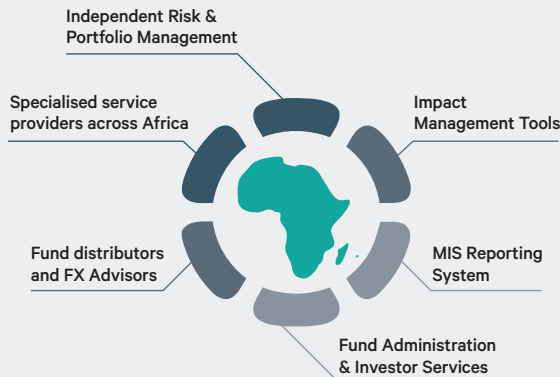 Independent Risk &
Portfolio Management
Specialised service
providers across Africa
Impact
Management Tools
Fund distributors
and FX Advisors
MIS Reporting
System
Fund Administration
& Investor Services